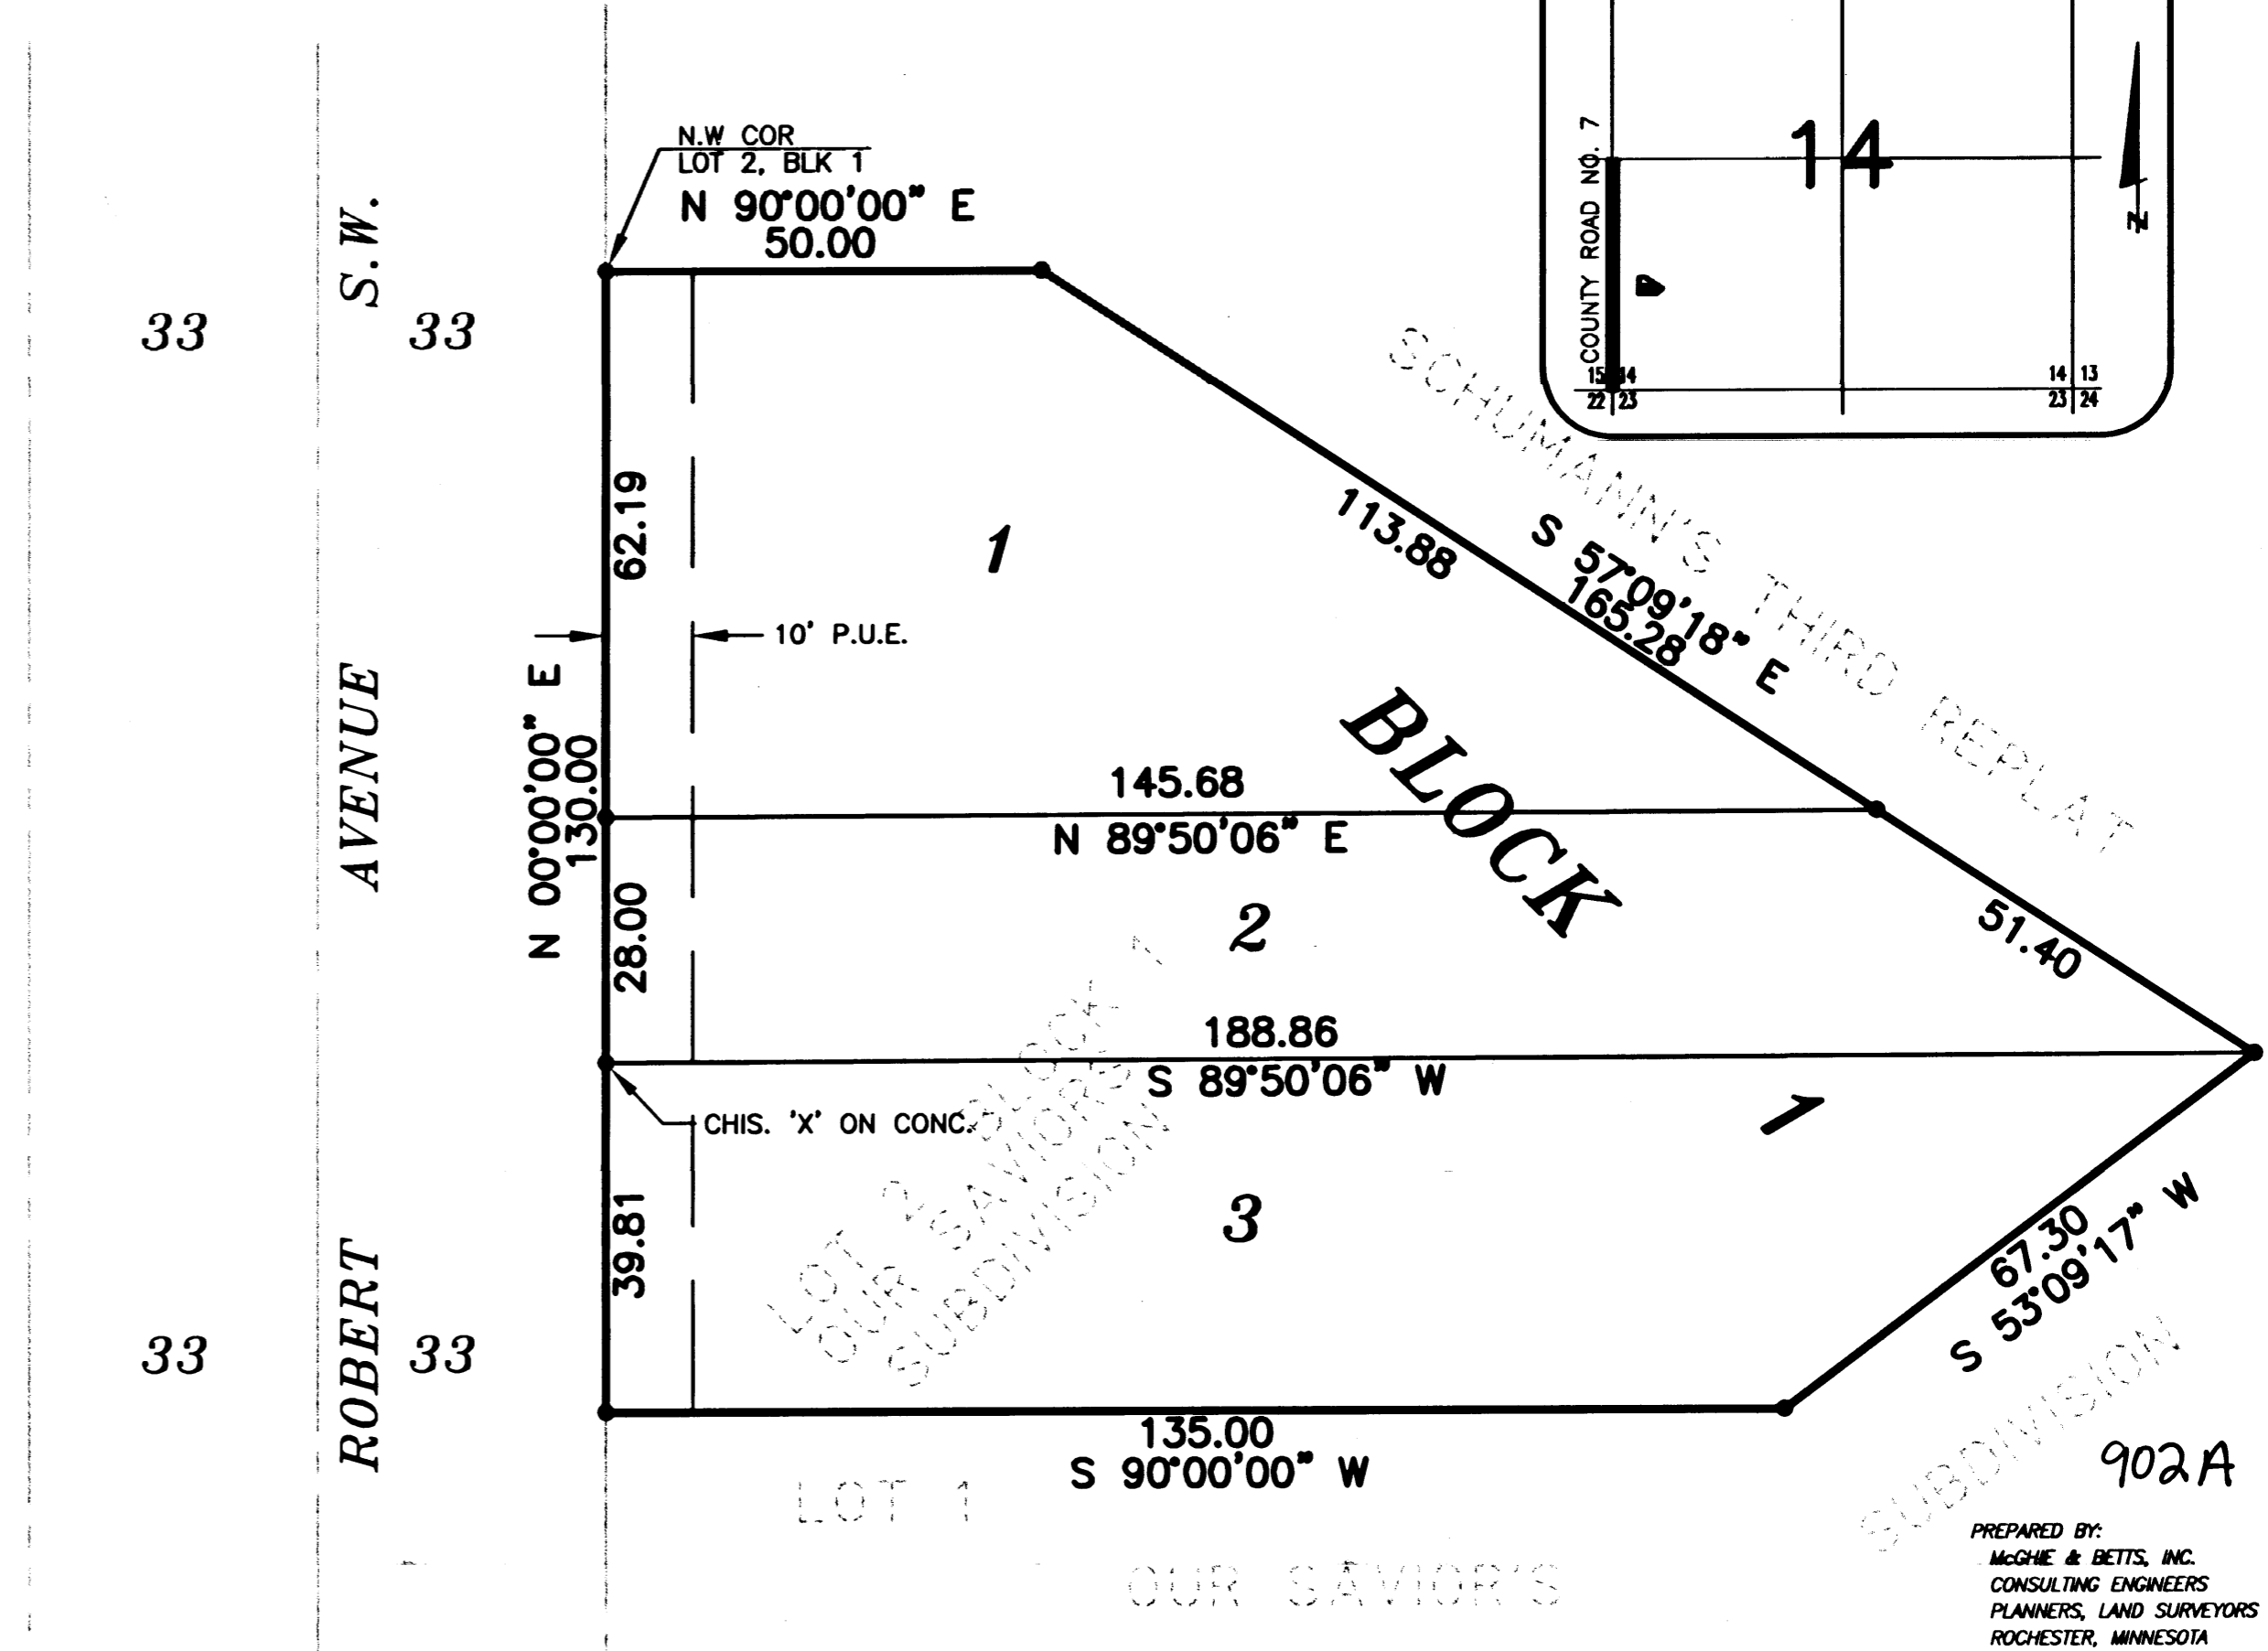 N.W COR
LOT 2, BLK 1
N 90°00'00" E
50.00
COUNTY ROAD NO. 7
14
N
15 14
22 23
14 13
23 24
33
S.W.
33
62.19
1
SCHUMANN'S THIRD REPLAT
113.88
S 57°09'18" E
165.28
10' P.U.E.
N 00°00'00" E
130.00
AVENUE
BLOCK
145.68
N 89°50'06" E
28.00
2
51.40
188.86
S 89°50'06" W
1
CHIS. 'X' ON CONC.
LOT 2, BLOCK 1
OUR SAVIOR'S
SUBDIVISION
39.81
3
67.30
S 53°09'17" W
33
ROBERT
33
135.00
S 90°00'00" W
LOT 1
OUR SAVIOR'S
SUBDIVISION
902A
PREPARED BY:
McGHIE & BETTS, INC.
CONSULTING ENGINEERS
PLANNERS, LAND SURVEYORS
ROCHESTER, MINNESOTA